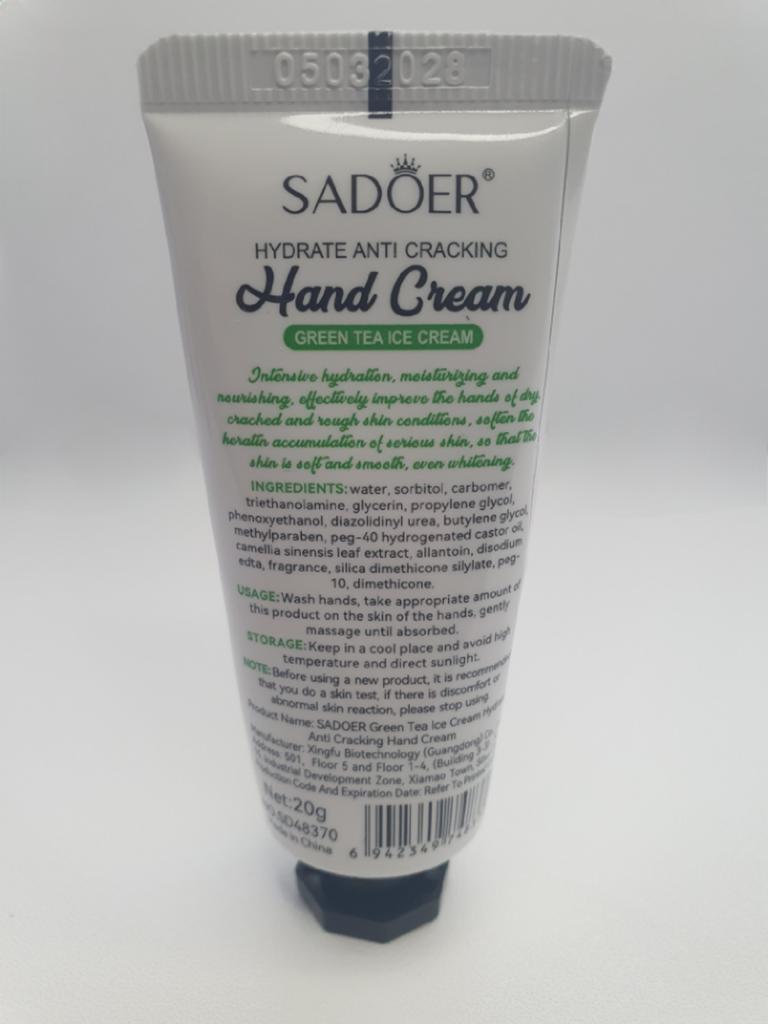 05032028
SADOER®
HYDRATE ANTI CRACKING
Hand Cream
GREEN TEA ICE CREAM
Intensive hydration, moisturizing and
nourishing, effectively improve the hands of dry,
cracked and rough skin conditions, soften the
keratin accumulation of serious skin, so that the
skin is soft and smooth, even whitening.
INGREDIENTS: water, sorbitol, carbomer,
triethanolamine, glycerin, propylene glycol,
phenoxyethanol, diazolidinyl urea, butylene glycol,
methylparaben, peg-40 hydrogenated castor oil,
camellia sinensis leaf extract, allantoin, disodium
edta, fragrance, silica dimethicone silylate, peg-
10, dimethicone.
USAGE: Wash hands, take appropriate amount of
this product on the skin of the hands, gently
massage until absorbed.
STORAGE: Keep in a cool place and avoid high
temperature and direct sunlight.
NOTE: Before using a new product, it is
that you do a skin test, if there is discomfort or
abnormal skin reaction, please stop using.
Product Name: SADOER Green Tea Ice Cream
Anti Cracking Hand Cream
Manufacturer: Xingfu Biotechnology (Guangdong)
Address: 501, Floor 5 and Floor 1-4, (Building
Industrial Development Zone, Xiamao Town,
Production Code And Expiration Date: Refer To
Net:20g
SD48370
Made in China
6 942349